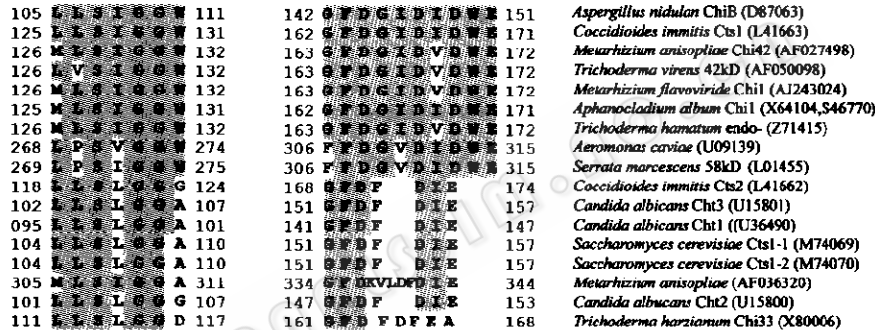 105 L L S I G G W 111 142 G F D G I D I D W E 151 Aspergillus nidulan ChiB (D87063)
125 L L S I G G W 131 162 G F D G I D I D W E 171 Coccidioides immitis Cts1 (L41663)
126 M L S I G G W 132 163 G F D G I D V D W E 172 Metarhizium anisopliae Chi42 (AF027498)
126 L V S I G G W 132 163 G F D G I D V D W E 172 Trichoderma virens 42kD (AF050098)
126 M L S I G G W 132 163 G F D G I D V D W E 172 Metarhizium flavoviride Chi1 (AJ243024)
125 M L S I G G W 131 162 G F D G I D I D W E 171 Aphanocladium album Chi1 (X64104,S46770)
126 M L S I G G W 132 163 G F D G I D V D W E 172 Trichoderma hamatum endo- (Z71415)
268 L P S V G G W 274 306 F F D G V D I D W E 315 Aeromonas caviae (U09139)
269 L P S I G G W 275 306 F F D G V D I D W E 315 Serrata marcescens 58kD (L01455)
118 L L S L G G G 124 168 G F D F D I E 174 Coccidioides immitis Cts2 (L41662)
102 L L S L G G A 107 151 G F D F D I E 157 Candida albicans Cht3 (U15801)
095 L L S L G G A 101 141 G F D F D I E 147 Candida albicans Cht1 ((U36490)
104 L L S L G G A 110 151 G F D F D I E 157 Saccharomyces cerevisiae Cts1-1 (M74069)
104 L L S L G G A 110 151 G F D F D I E 157 Saccharomyces cerevisiae Cts1-2 (M74070)
305 M L S I G G A 311 334 G F DKVLDFD I E 344 Metarhizium anisopliae (AF036320)
101 L L S L G G G 107 147 G F D F D I E 153 Candida albucans Cht2 (U15800)
111 L L S L G G D 117 161 G F D F D F E A 168 Trichoderma harzianum Chi33 (X80006)